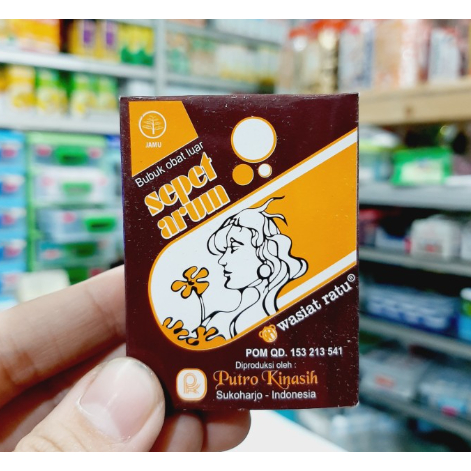 JAMU
Bubuk obat luar
sepet
arum
wasiat ratu®
POM QD. 153 213 541
Diproduksi oleh :
Putro Kinasih
Sukoharjo - Indonesia